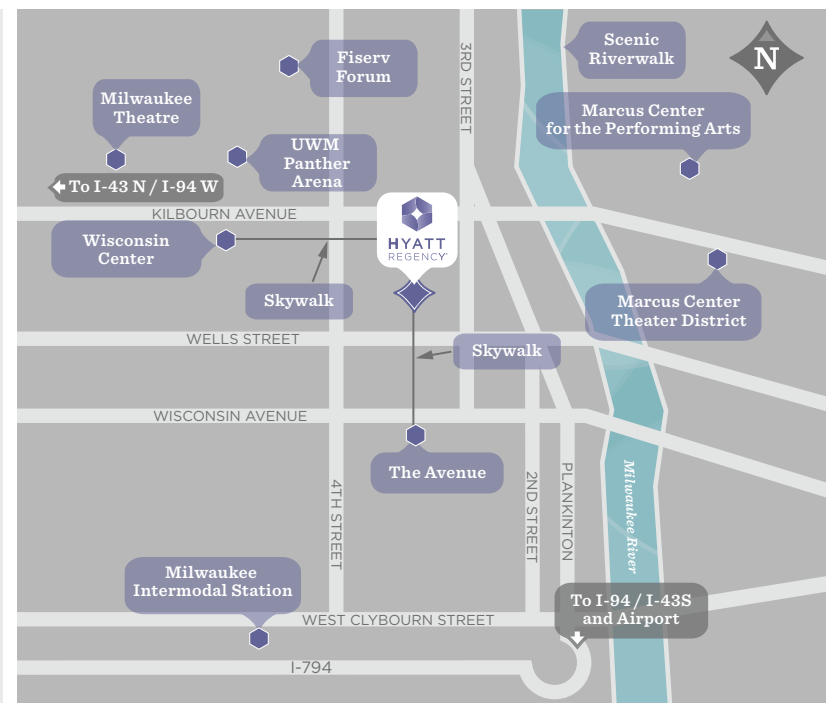 Fiserv
Forum
3RD STREET
Scenic
Riverwalk
N
Milwaukee
Theatre
Marcus Center
for the Performing Arts
UWM
Panther
Arena
To I-43 N / I-94 W
KILBOURN AVENUE
HYATT
REGENCY
Wisconsin
Center
Skywalk
Marcus Center
Theater District
WELLS STREET
Skywalk
WISCONSIN AVENUE
The Avenue
4TH STREET
2ND STREET
PLANKINTON
Milwaukee River
Milwaukee
Intermodal Station
To I-94 / I-43S
and Airport
WEST CLYBOURN STREET
I-794